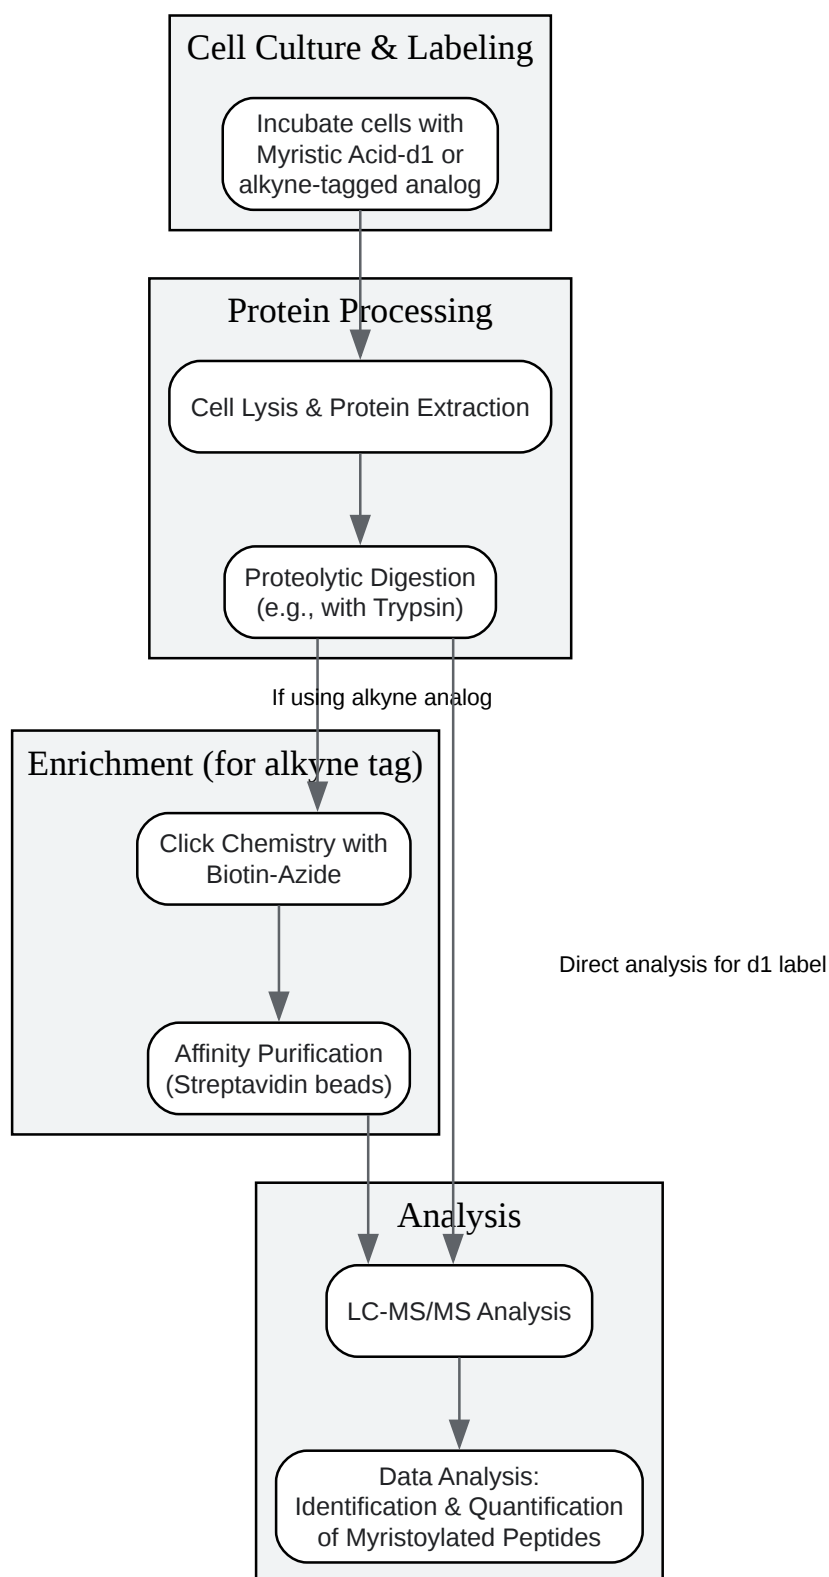 Cell Culture & Labeling
Incubate cells with
Myristic Acid-d1 or
alkyne-tagged analog
Protein Processing
Cell Lysis & Protein Extraction
Proteolytic Digestion
(e.g., with Trypsin)
If using alkyne analog
Enrichment (for alkyne tag)
Click Chemistry with
Biotin-Azide
Direct analysis for d1 label
Affinity Purification
(Streptavidin beads)
Analysis
LC-MS/MS Analysis
Data Analysis:
Identification & Quantification
of Myristoylated Peptides